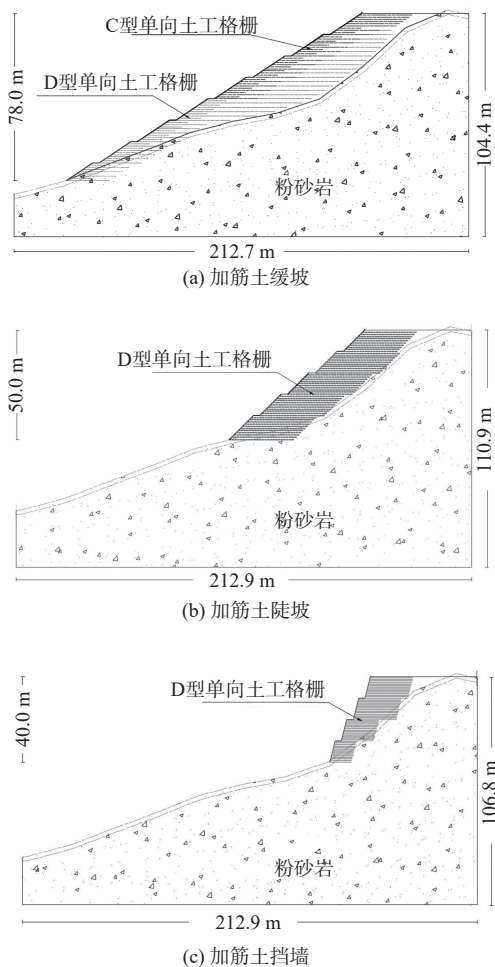 C型单向土工格栅
D型单向土工格栅
78.0 m
104.4 m
粉砂岩
212.7 m
(a) 加筋土缓坡
D型单向土工格栅
50.0 m
110.9 m
粉砂岩
212.9 m
(b) 加筋土陡坡
D型单向土工格栅
40.0 m
106.8 m
粉砂岩
212.9 m
(c) 加筋土挡墙